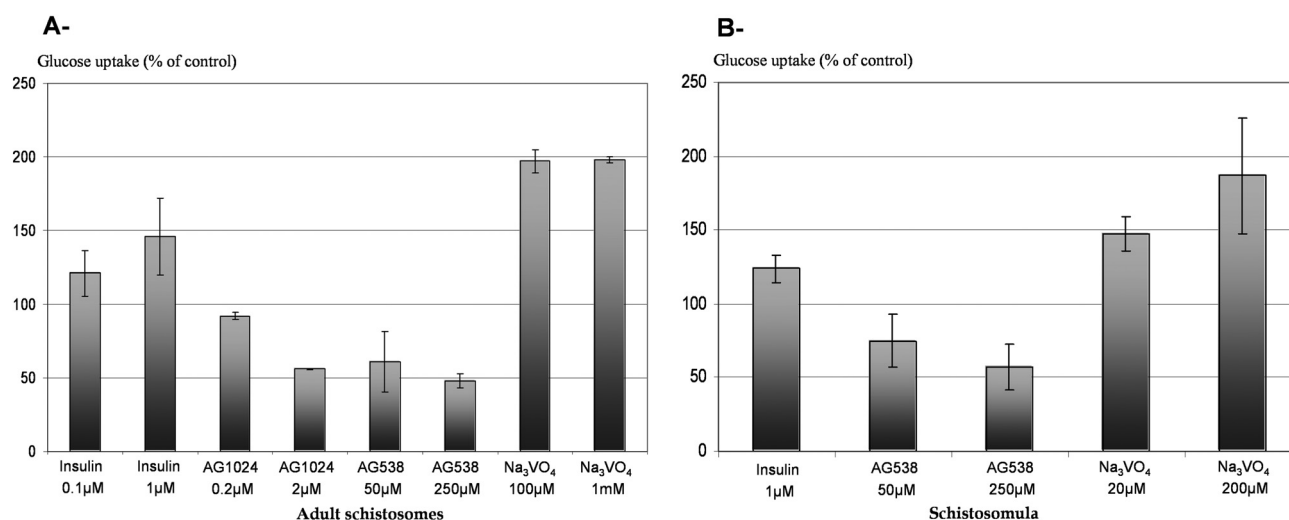 A-
Glucose uptake (% of control)
250
200
150
100
50
0
Insulin 0.1µM
Insulin 1µM
AG1024 0.2µM
AG1024 2µM
AG538 50µM
AG538 250µM
Na₃VO₄ 100µM
Na₃VO₄ 1mM
Adult schistosomes
B-
Glucose uptake (% of control)
250
200
150
100
50
0
Insulin 1µM
AG538 50µM
AG538 250µM
Na₃VO₄ 20µM
Na₃VO₄ 200µM
Schistosomula